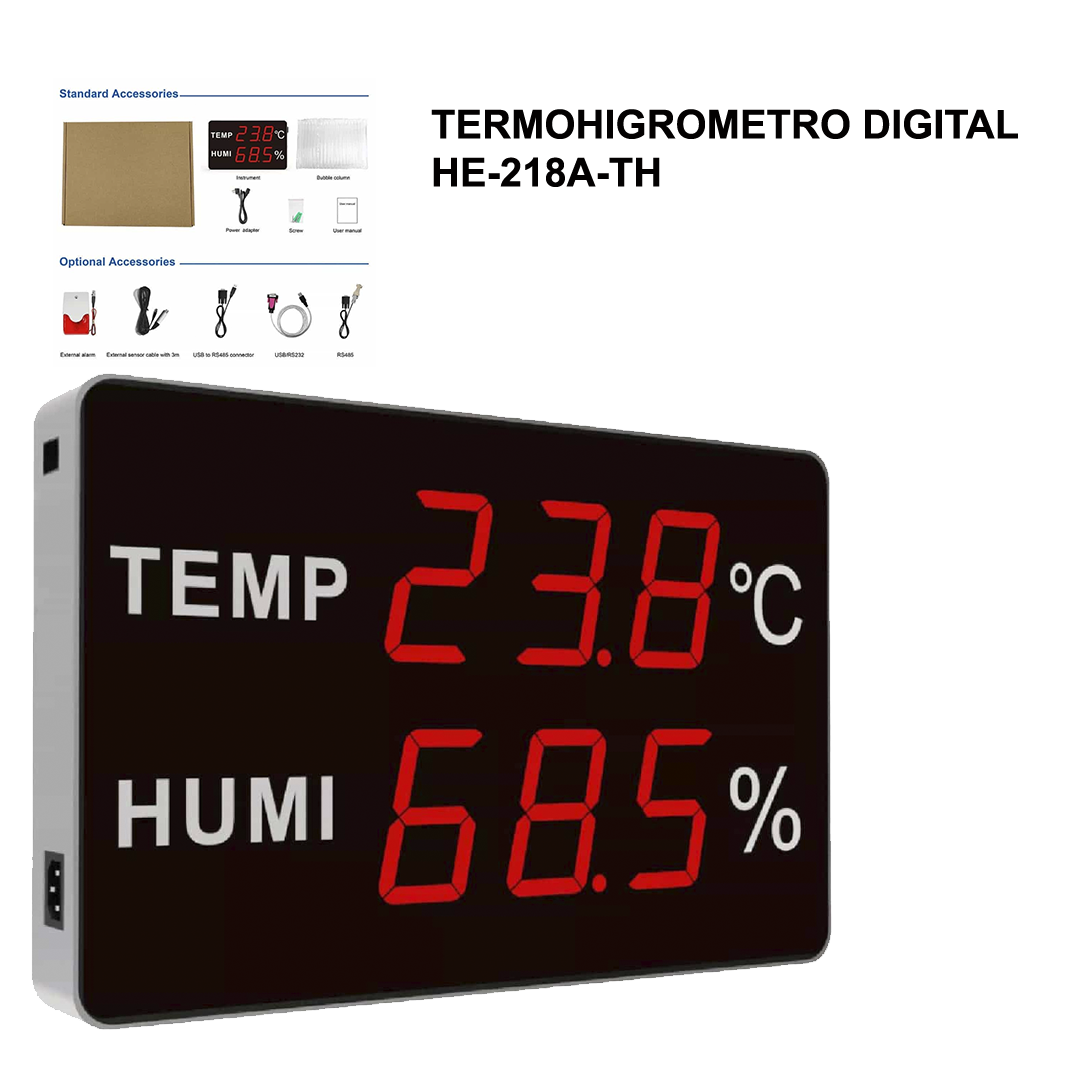 Standard Accessories
TERMOHIGROMETRO DIGITAL
HE-218A-TH
TEMP 23.8 °C
HUMI 68.5 %
Instrument
Bubble column
Power adapter
Screw
User manual
User manual
Optional Accessories
External alarm
External sensor cable with 3m
USB to RS485 connector
USB/RS232
RS485
TEMP 23.8 °C
HUMI 68.5 %